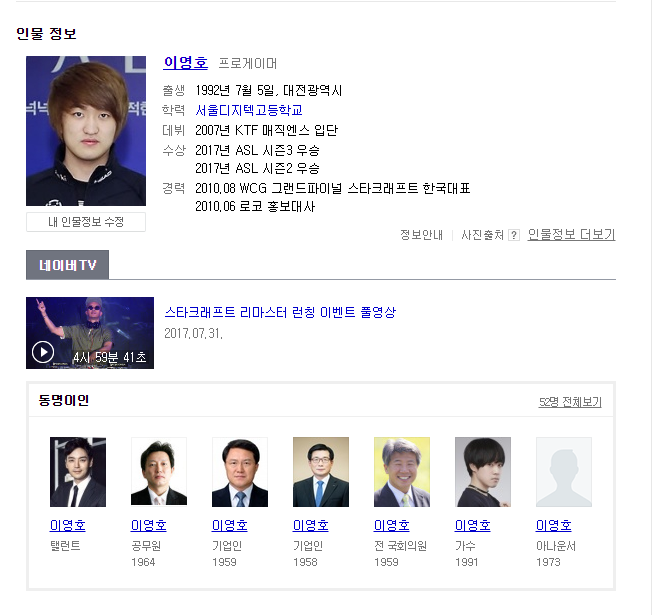 인물 정보
이영호 프로게이머
출생 1992년 7월 5일, 대전광역시
학력 서울디지텍고등학교
데뷔 2007년 KTF 매직엔스 입단
수상 2017년 ASL 시즌3 우승
2017년 ASL 시즌2 우승
경력 2010.08 WCG 그랜드파이널 스타크래프트 한국대표
2010.06 로코 홍보대사
내 인물정보 수정
정보안내 사진출처 ? 인물정보 더보기
네이버TV
스타크래프트 리마스터 런칭 이벤트 풀영상
2017.07.31.
4시 59분 41초
동명이인 52명 전체보기
이영호 이영호 이영호 이영호 이영호 이영호 이영호
탤런트 공무원 기업인 기업인 전 국회의원 가수 아나운서
1964 1959 1958 1959 1991 1973